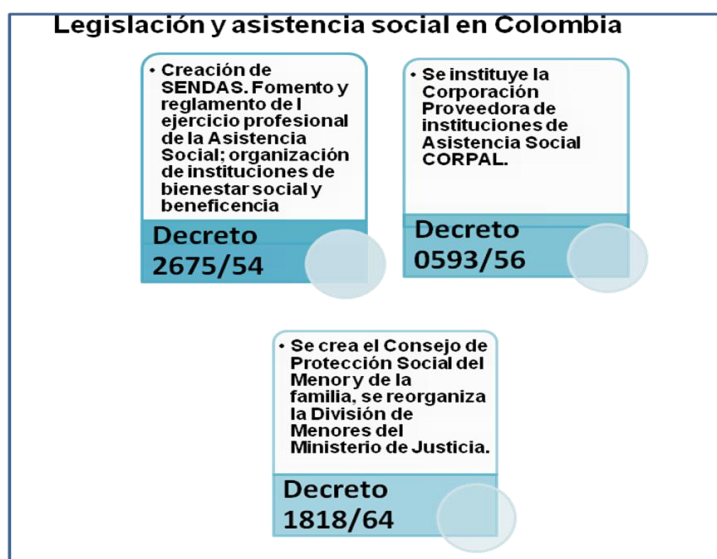 Legislación y asistencia social en Colombia
• Creación de
SENDAS. Fomento y
reglamento del
ejercicio profesional
de la Asistencia
Social; organización
de instituciones de
bienestar social y
beneficencia
Decreto
2675/54
• Se instituye la
Corporación
Proveedora de
instituciones de
Asistencia Social
CORPAL.
Decreto
0593/56
• Se crea el Consejo de
Protección Social del
Menor y de la
familia, se reorganiza
la División de
Menores del
Ministerio de Justicia.
Decreto
1818/64